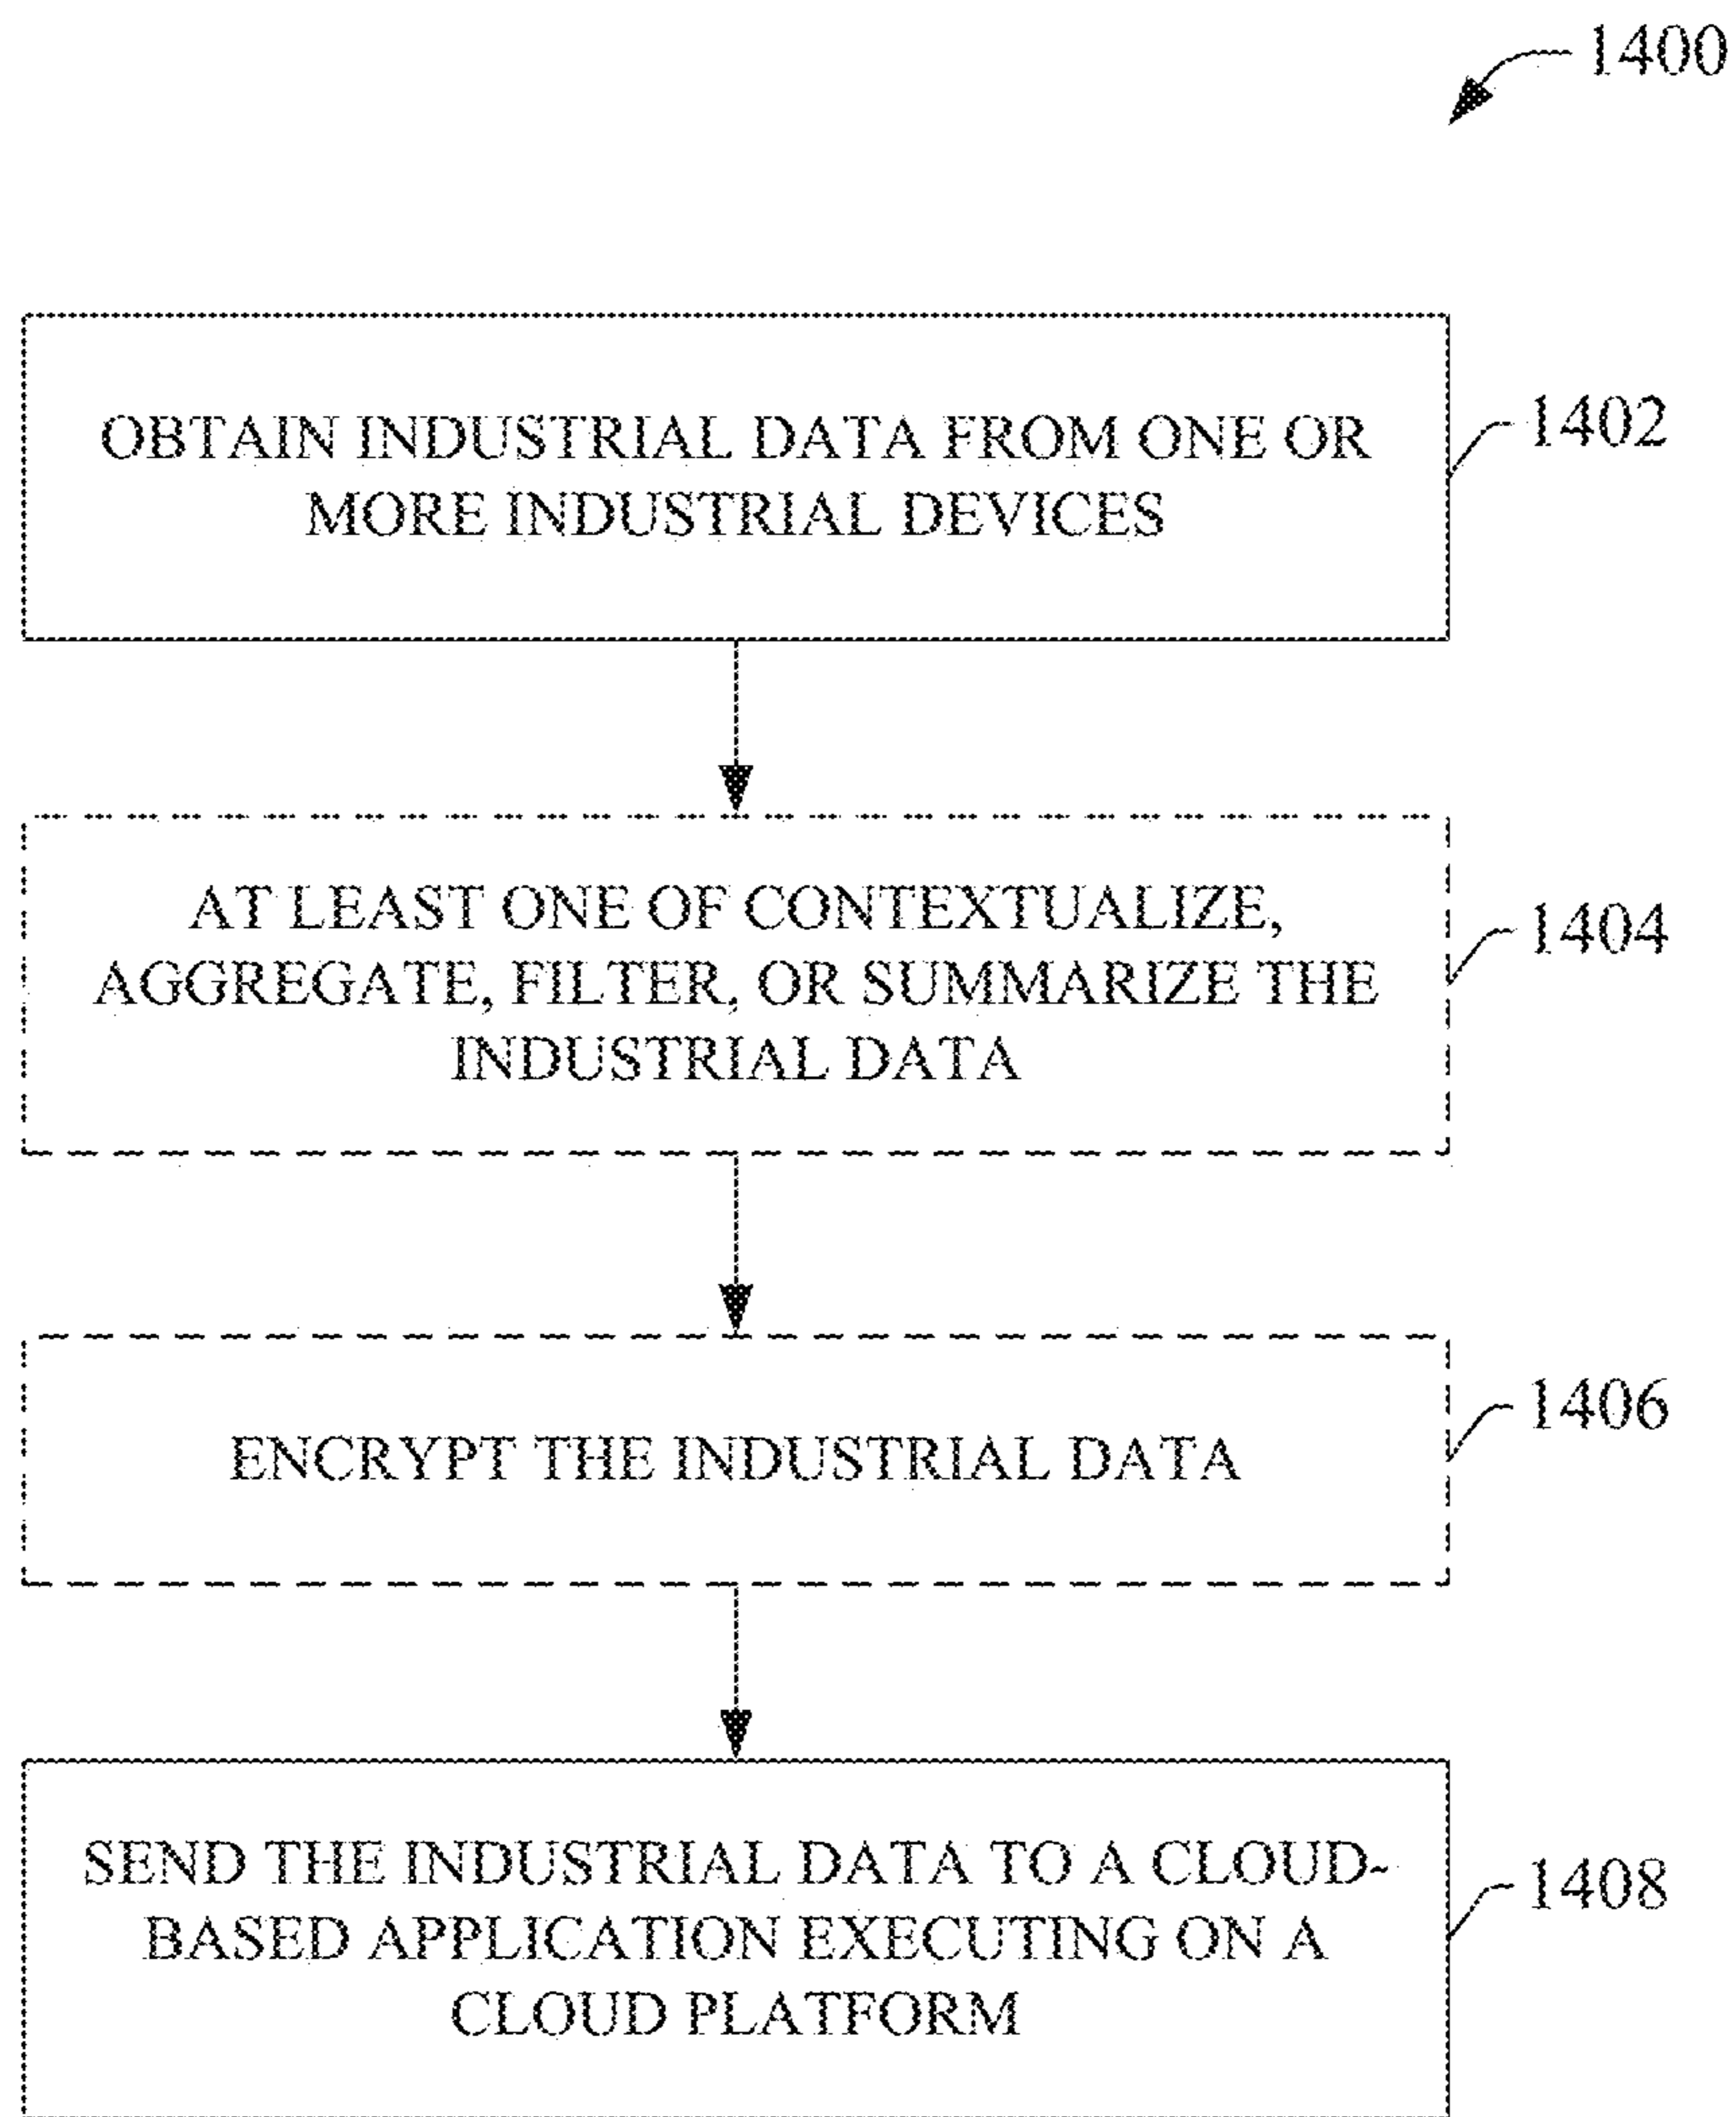 1400
OBTAIN INDUSTRIAL DATA FROM ONE OR
MORE INDUSTRIAL DEVICES
1402
AT LEAST ONE OF CONTEXTUALIZE,
AGGREGATE, FILTER, OR SUMMARIZE THE
INDUSTRIAL DATA
1404
ENCRYPT THE INDUSTRIAL DATA
1406
SEND THE INDUSTRIAL DATA TO A CLOUD-
BASED APPLICATION EXECUTING ON A
CLOUD PLATFORM
1408